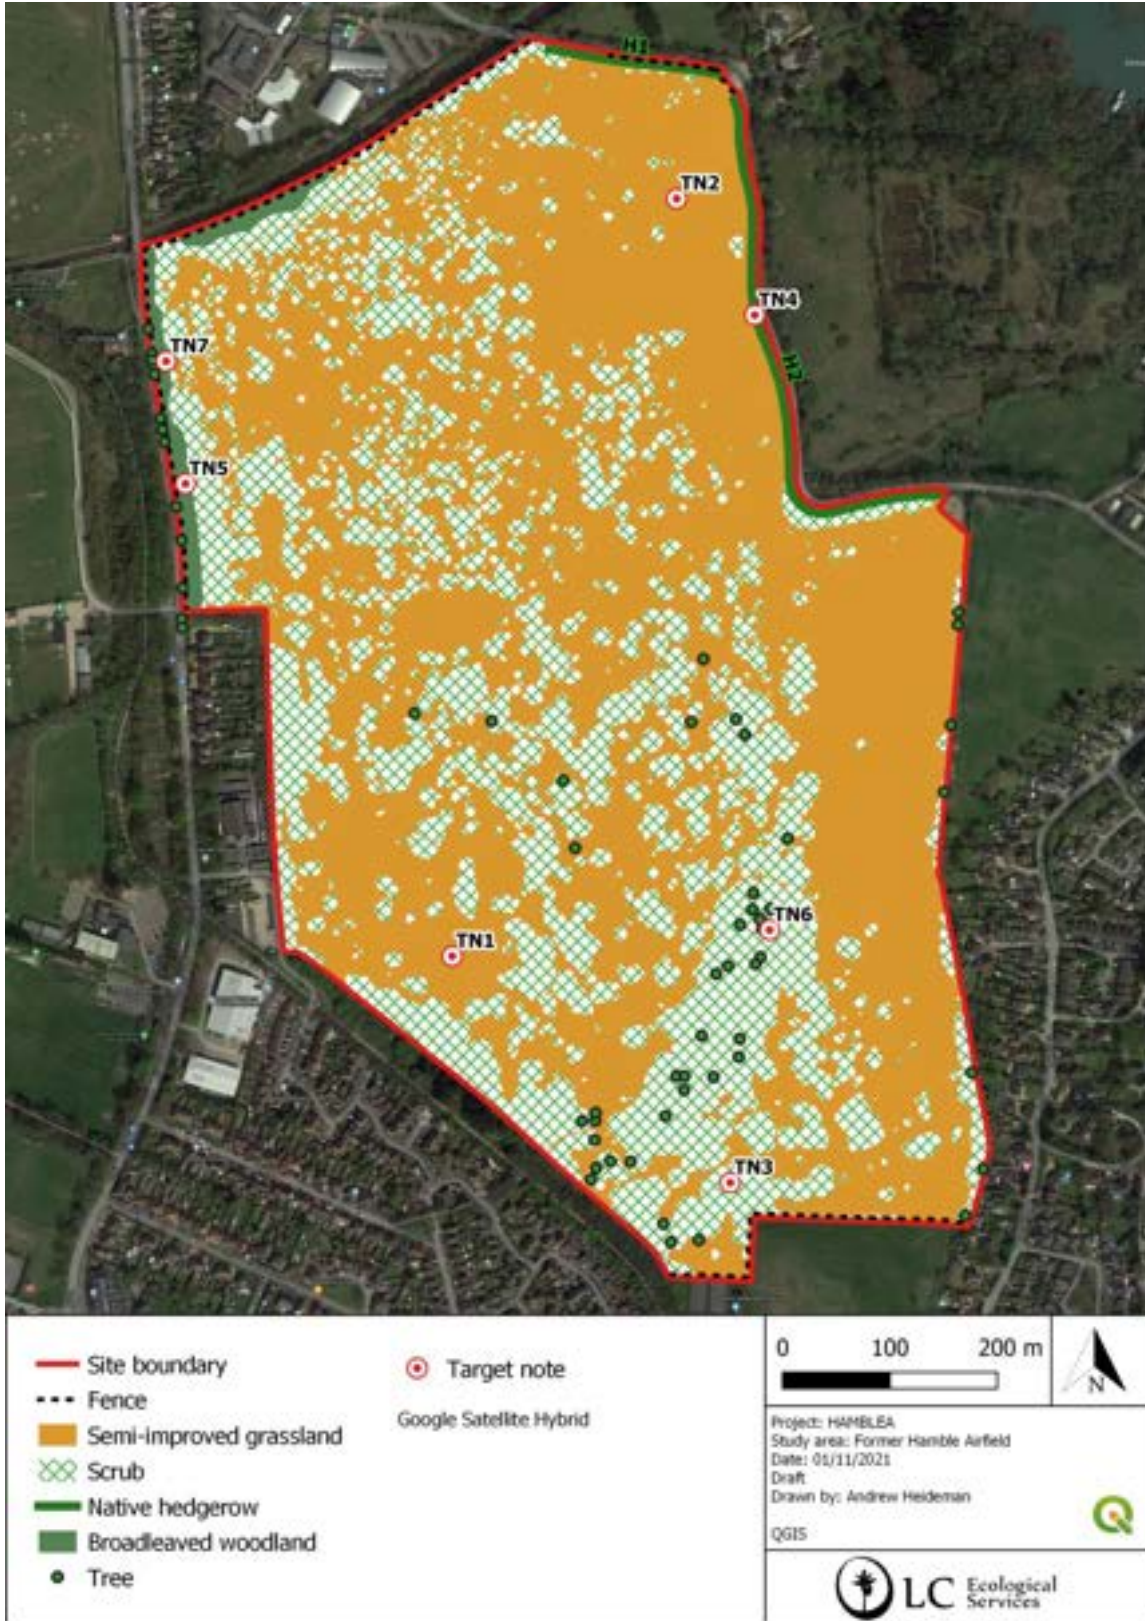 H1
TN2
TN4
H2
TN7
TN5
TN6
TN1
TN3
Site boundary
Fence
Semi-improved grassland
Scrub
Native hedgerow
Broadleaved woodland
Tree
Target note
Google Satellite Hybrid
0 100 200 m
N
Project: HAMBLEA
Study area: Former Hamble Airfield
Date: 01/11/2021
Draft
Drawn by: Andrew Heideman
QGIS
LC Ecological
Services